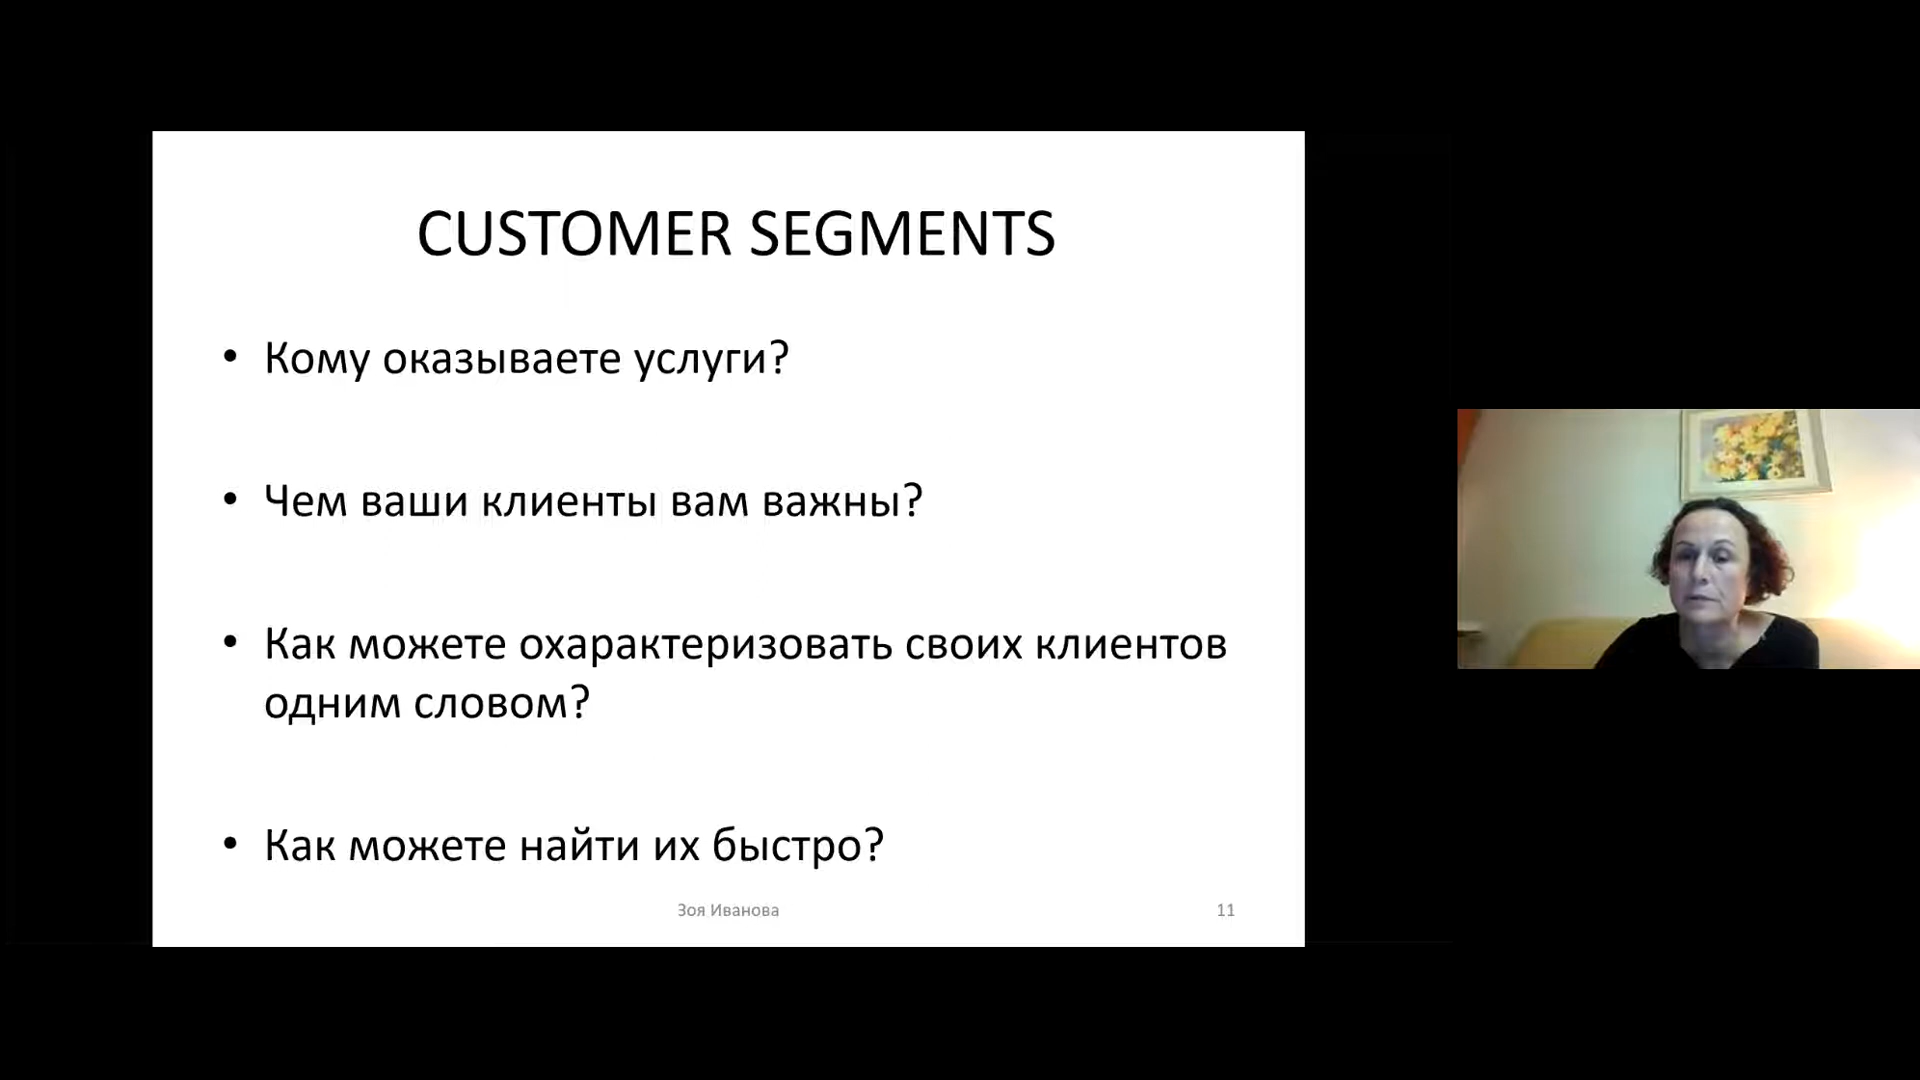 CUSTOMER SEGMENTS
• Кому оказываете услуги?
• Чем ваши клиенты вам важны?
• Как можете охарактеризовать своих клиентов
одним словом?
• Как можете найти их быстро?
Зоя Иванова
11